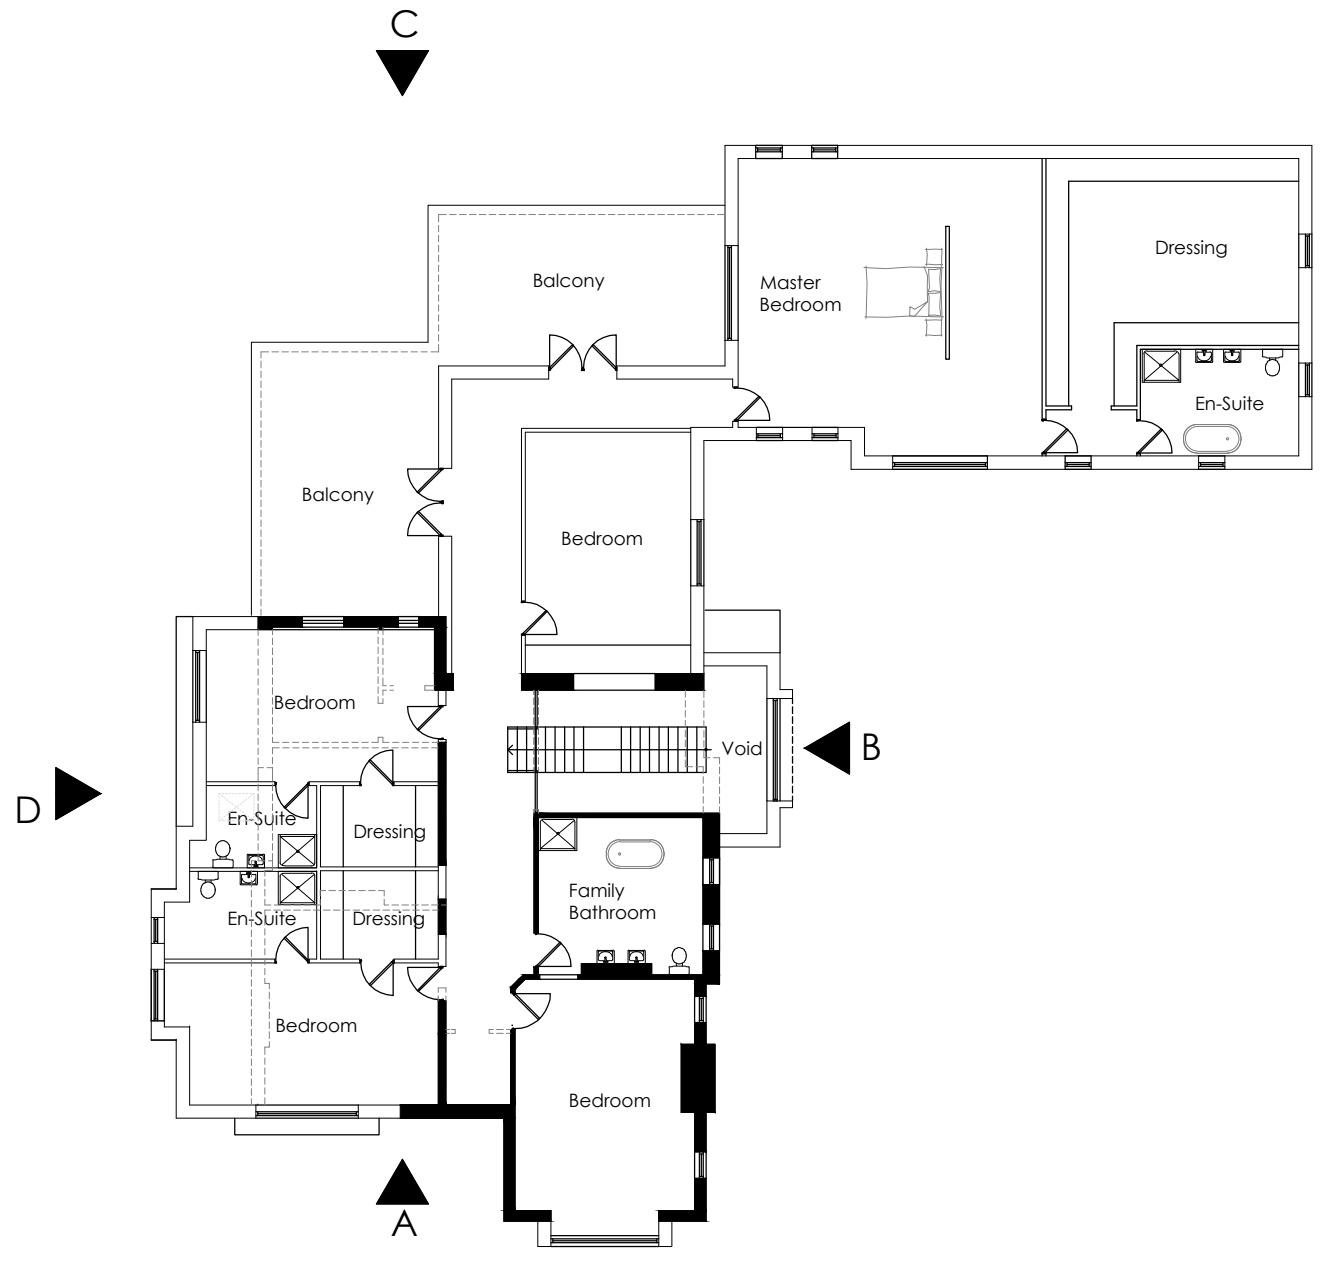 C
Balcony
Master
Bedroom
Dressing
En-Suite
Balcony
Bedroom
Bedroom
Void
B
D
En-Suite
Dressing
En-Suite
Dressing
Family
Bathroom
Bedroom
Bedroom
A